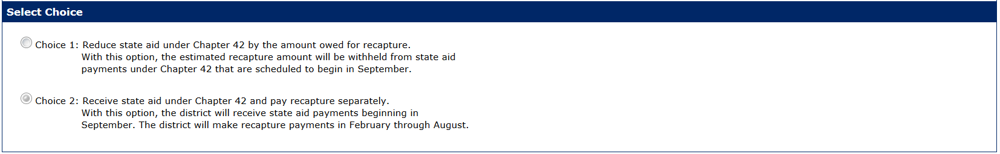 Select Choice
Choice 1: Reduce state aid under Chapter 42 by the amount owed for recapture.
With this option, the estimated recapture amount will be withheld from state aid
payments under Chapter 42 that are scheduled to begin in September.
Choice 2: Receive state aid under Chapter 42 and pay recapture separately.
With this option, the district will receive state aid payments beginning in
September. The district will make recapture payments in February through August.